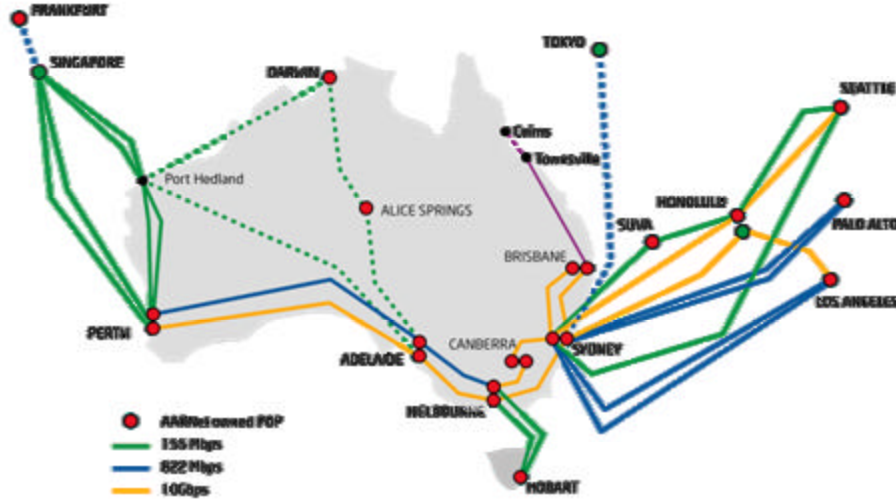 FRANKFURT
SINGAPORE
DARWIN
TOKYO
SEATTLE
Cairns
Townsville
Port Hedland
ALICE SPRINGS
HONOLULU
PALO ALTO
SUVA
BRISBANE
LOS ANGELES
PERTH
CANBERRA
SYDNEY
ADELAIDE
MELBOURNE
AARNet owned POP
155 Mbps
622 Mbps
10Gbps
HOBART